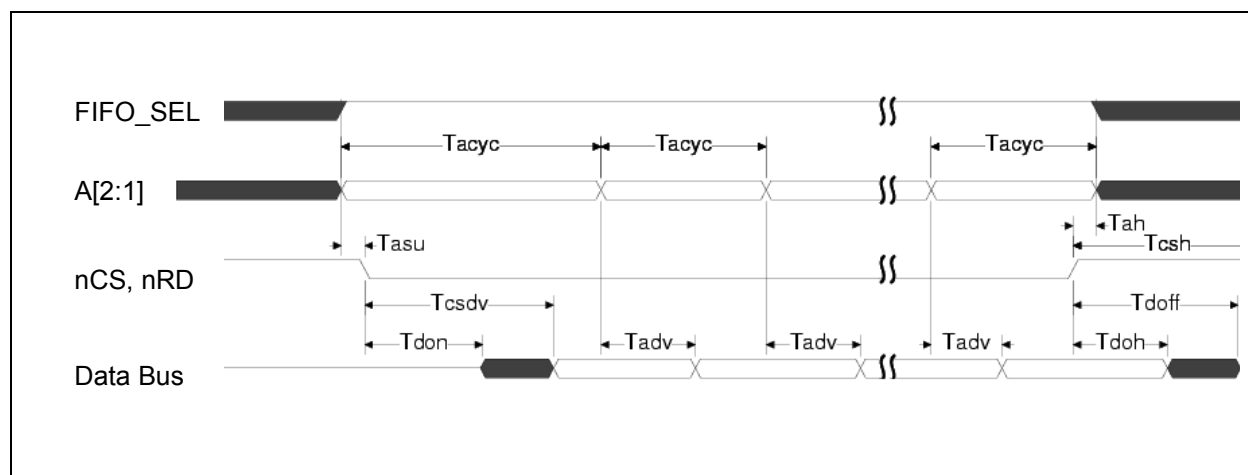 FIFO_SEL
Tacyc Tacyc Tacyc
A[2:1]
Tah
Tasu Tcsh
nCS, nRD
Tcsdv Tdoff
Tdon Tadv Tadv Tadv Tdoh
Data Bus